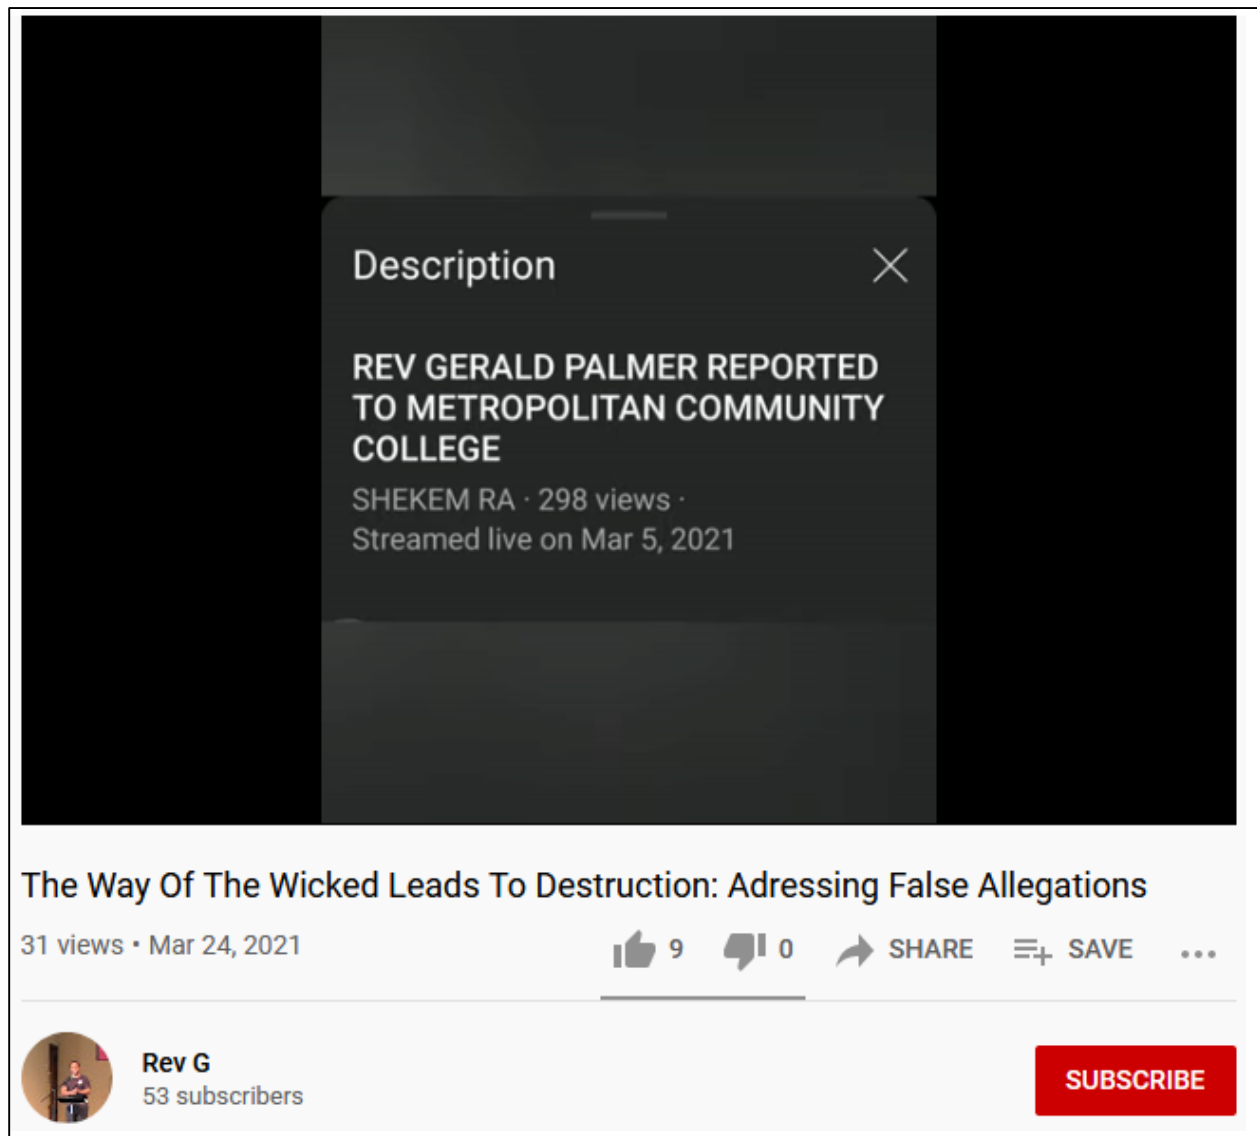 Description
REV GERALD PALMER REPORTED
TO METROPOLITAN COMMUNITY
COLLEGE
SHEKEM RA · 298 views ·
Streamed live on Mar 5, 2021
The Way Of The Wicked Leads To Destruction: Adressing False Allegations
31 views • Mar 24, 2021
9
0
SHARE
SAVE
Rev G
53 subscribers
SUBSCRIBE